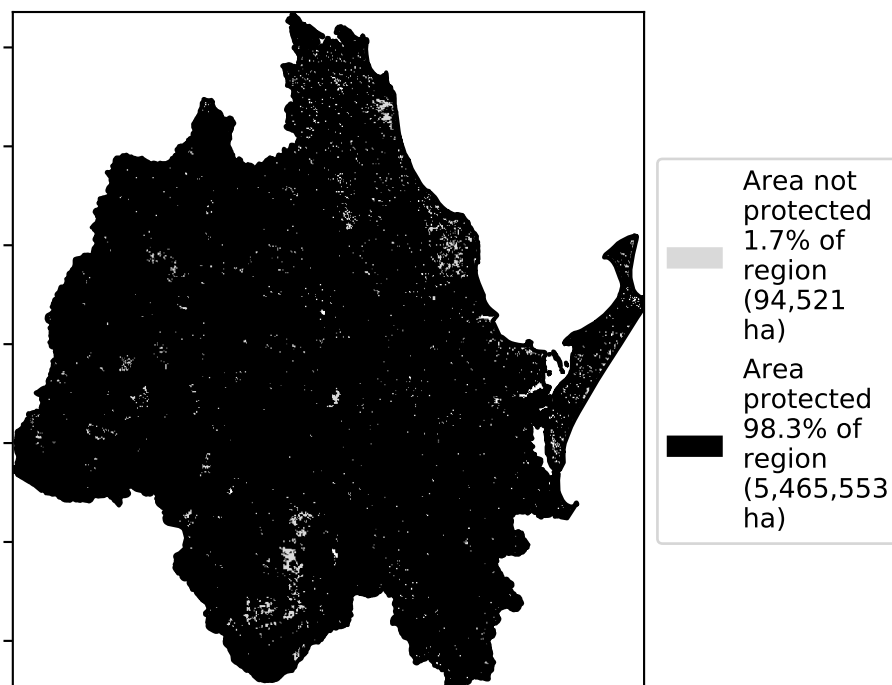 Area not
protected
1.7% of
region
(94,521
ha)
Area
protected
98.3% of
region
(5,465,553
ha)